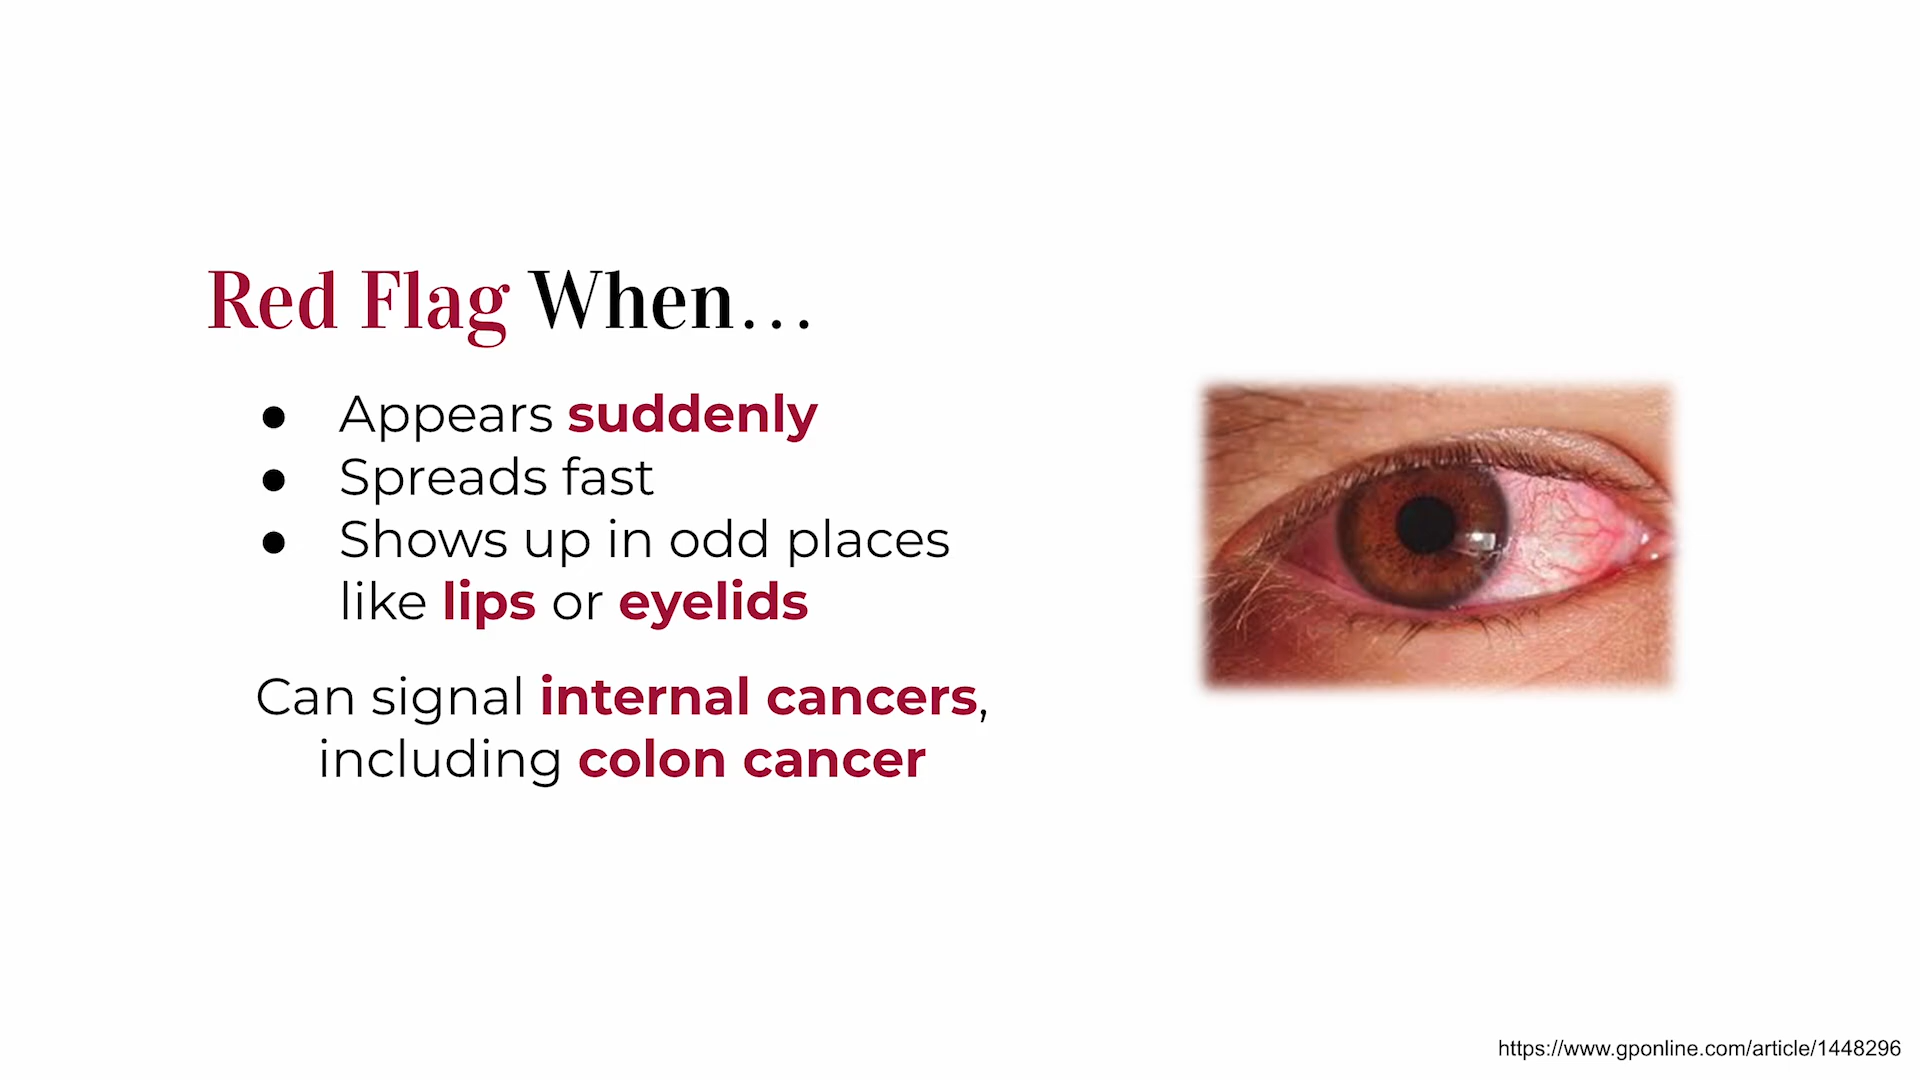 Red Flag When…
● Appears suddenly
● Spreads fast
● Shows up in odd places
like lips or eyelids
Can signal internal cancers,
including colon cancer
https://www.gponline.com/article/1448296